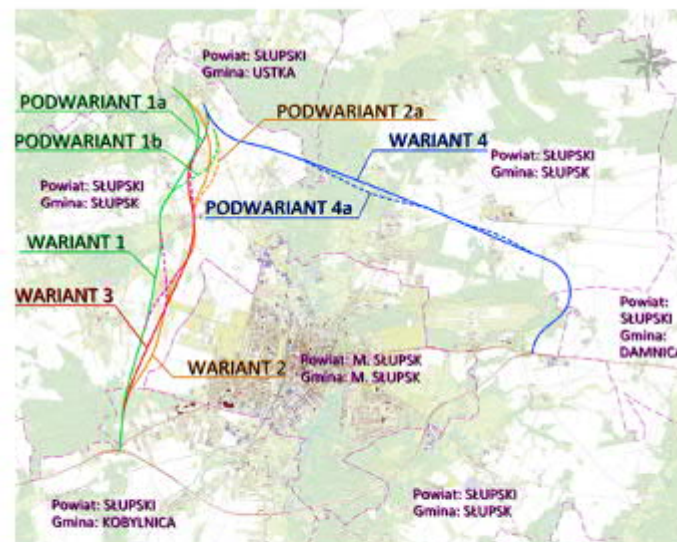 Powiat: SŁUPSKI
Gmina: USTKA
PODWARIANT 1a
PODWARIANT 2a
PODWARIANT 1b
WARIANT 4
Powiat: SŁUPSKI
Gmina: SŁUPSK
Powiat: SŁUPSKI
Gmina: SŁUPSK
PODWARIANT 4a
WARIANT 1
WARIANT 3
Powiat:
SŁUPSKI
Gmina:
DAMNICA
WARIANT 2
Powiat: M. SŁUPSK
Gmina: M. SŁUPSK
Powiat: SŁUPSKI
Gmina: KOBYLNICA
Powiat: SŁUPSKI
Gmina: SŁUPSK